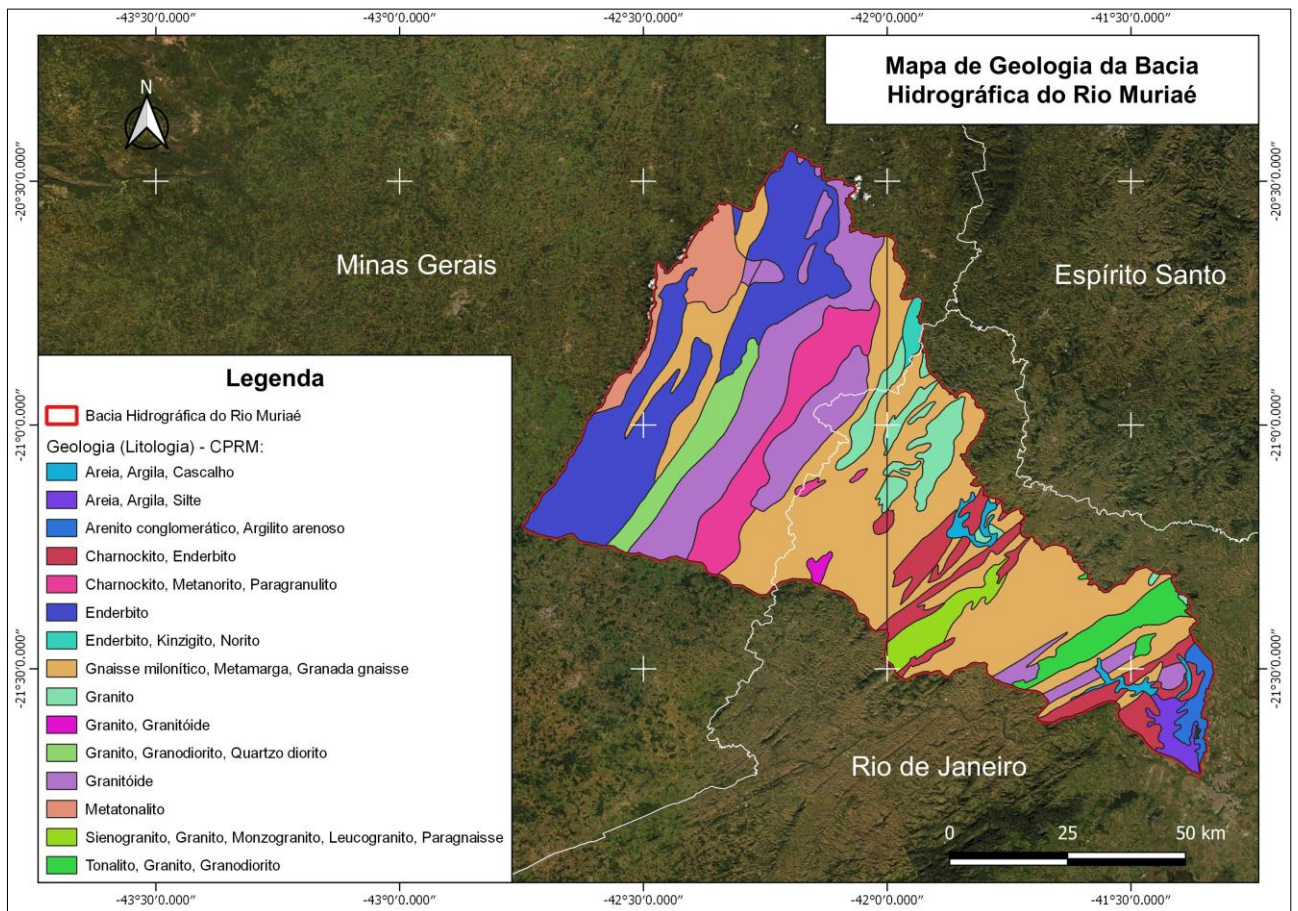 -43°30'0.000"
-43°0'0.000"
-42°30'0.000"
-42°0'0.000"
-41°30'0.000"
Mapa de Geologia da Bacia
Hidrográfica do Rio Muriaé
N
-20°30'0.000"
-20°30'0.000"
Minas Gerais
Espírito Santo
Legenda
Bacia Hidrográfica do Rio Muriaé
-21°0'0.000"
-21°0'0.000"
Geologia (Litologia) - CPRM:
Areia, Argila, Cascalho
Areia, Argila, Silte
Arenito conglomerático, Argilito arenoso
Charnockito, Enderbito
Charnockito, Metanorito, Paragranulito
Enderbito
Enderbito, Kinzigito, Norito
Gnaisse milonítico, Metamarga, Granada gnaisse
-21°30'0.000"
-21°30'0.000"
Granito
Granito, Granitóide
Granito, Granodiorito, Quartzo diorito
Granitóide
Metatonalito
Sienogranito, Granito, Monzogranito, Leucogranito, Paragnaisse
Tonalito, Granito, Granodiorito
Rio de Janeiro
0 25 50 km
-43°30'0.000"
-43°0'0.000"
-42°30'0.000"
-42°0'0.000"
-41°30'0.000"